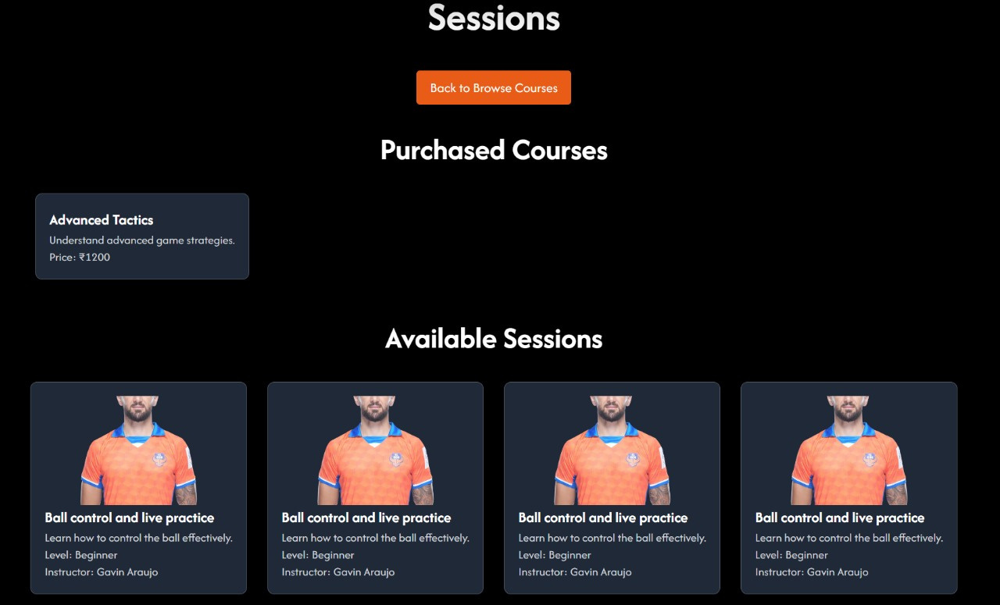 Sessions
Back to Browse Courses
Purchased Courses
Advanced Tactics
Understand advanced game strategies.
Price: ₹1200
Available Sessions
Ball control and live practice
Learn how to control the ball effectively.
Level: Beginner
Instructor: Gavin Araujo
Ball control and live practice
Learn how to control the ball effectively.
Level: Beginner
Instructor: Gavin Araujo
Ball control and live practice
Learn how to control the ball effectively.
Level: Beginner
Instructor: Gavin Araujo
Ball control and live practice
Learn how to control the ball effectively.
Level: Beginner
Instructor: Gavin Araujo